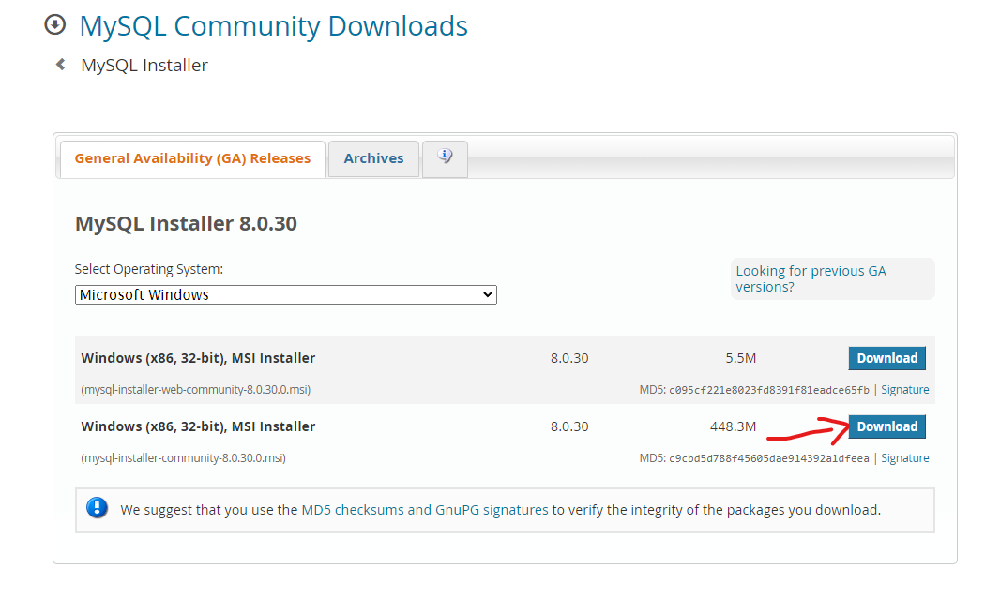 MySQL Community Downloads
MySQL Installer
General Availability (GA) Releases
Archives
MySQL Installer 8.0.30
Select Operating System:
Microsoft Windows
Looking for previous GA
versions?
Windows (x86, 32-bit), MSI Installer 8.0.30 5.5M Download
(mysql-installer-web-community-8.0.30.0.msi) MD5: c095cf221e8023fd8391f81eadce65fb | Signature
Windows (x86, 32-bit), MSI Installer 8.0.30 448.3M Download
(mysql-installer-community-8.0.30.0.msi) MD5: c9cbd5d788f45605dae914392a1dfeea | Signature
We suggest that you use the MD5 checksums and GnuPG signatures to verify the integrity of the packages you download.